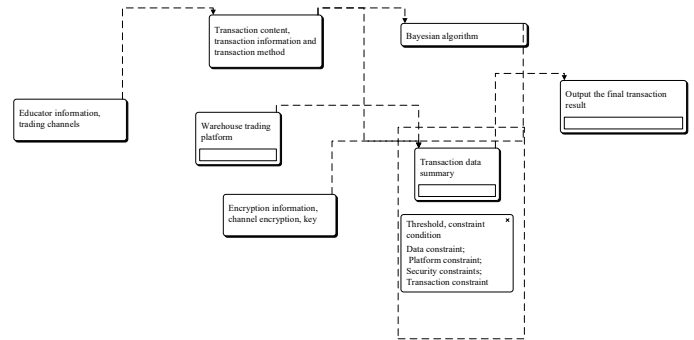 Transaction content,
transaction information and
transaction method
Bayesian algorithm
Educator information,
trading channels
Output the final transaction
result
Warehouse trading
platform
Transaction data
summary
Encryption information,
channel encryption, key
Threshold, constraint
condition
Data constraint;
Platform constraint;
Security constraints;
Transaction constraint